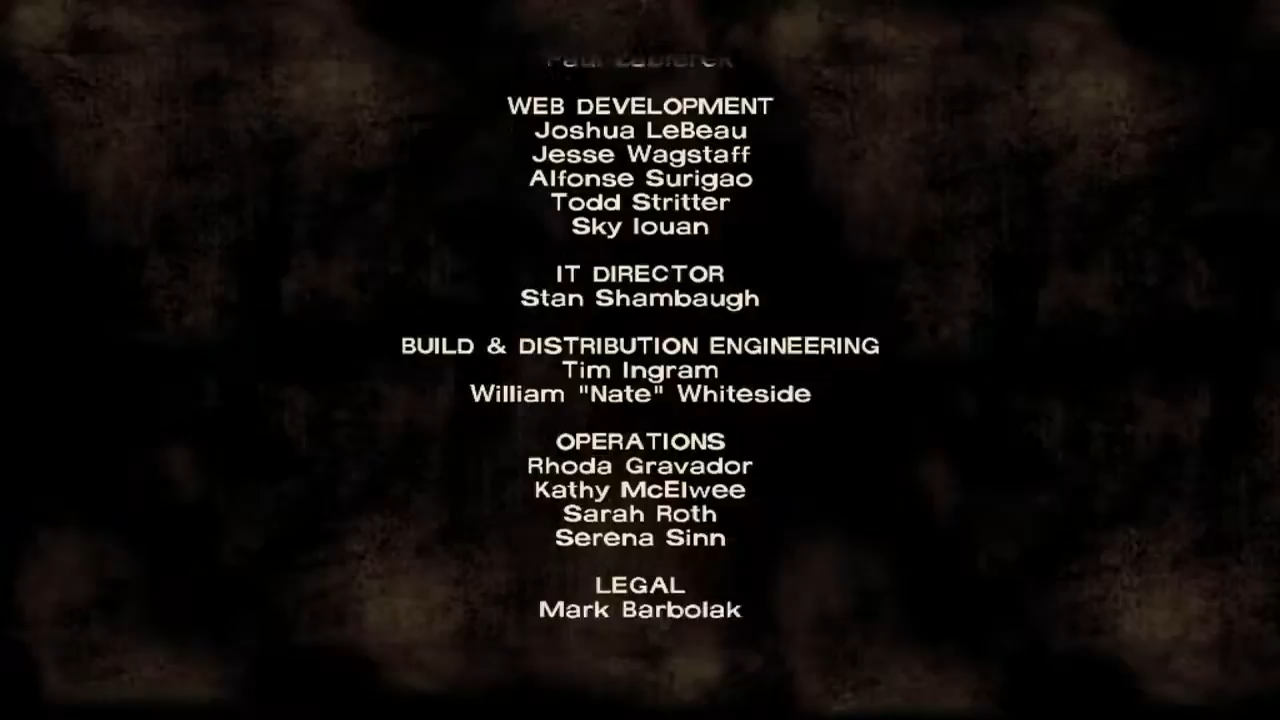 Paul
WEB DEVELOPMENT
Joshua LeBeau
Jesse Wagstaff
Alfonse Surigao
Todd Stritter
Sky Iouan
IT DIRECTOR
Stan Shambaugh
BUILD & DISTRIBUTION ENGINEERING
Tim Ingram
William "Nate" Whiteside
OPERATIONS
Rhoda Gravador
Kathy McElwee
Sarah Roth
Serena Sinn
LEGAL
Mark Barbolak